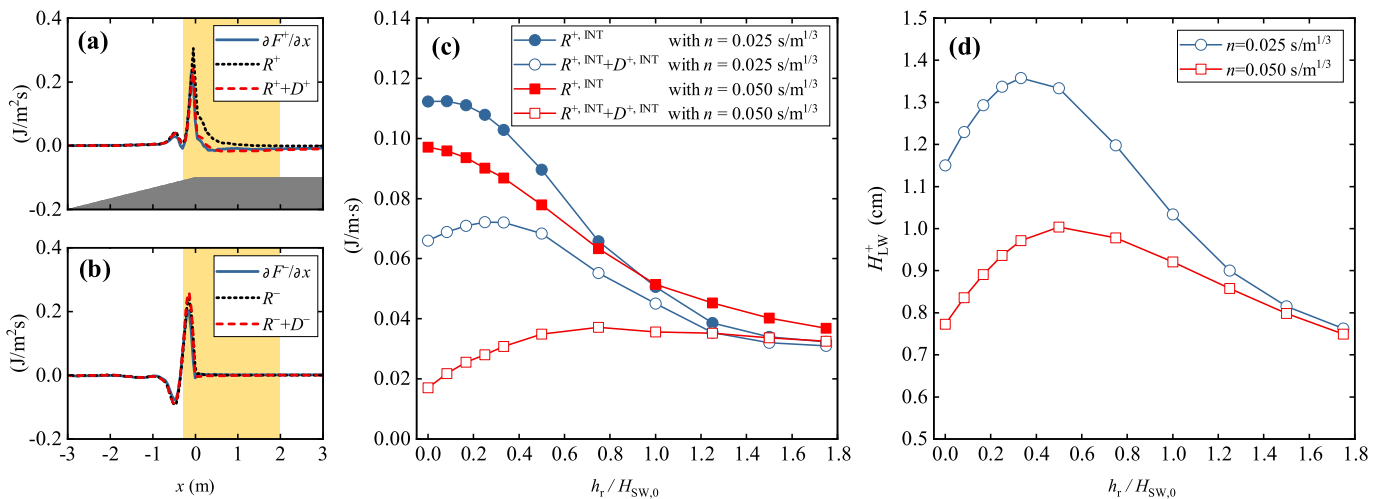 (a)
∂F⁺/∂x
R⁺
R⁺+D⁺
(J/m²s)
0.4
0.2
0.0
-0.2
(b)
∂F⁻/∂x
R⁻
R⁻+D⁻
(J/m²s)
0.4
0.2
0.0
-0.2
-3 -2 -1 0 1 2 3
x (m)
(c)
R⁺, ᴵᴺᵀ with n = 0.025 s/m¹/³
R⁺, ᴵᴺᵀ+D⁺, ᴵᴺᵀ with n = 0.025 s/m¹/³
R⁺, ᴵᴺᵀ with n = 0.050 s/m¹/³
R⁺, ᴵᴺᵀ+D⁺, ᴵᴺᵀ with n = 0.050 s/m¹/³
(J/m·s)
0.14
0.12
0.10
0.08
0.06
0.04
0.02
0.00
0.0 0.2 0.4 0.6 0.8 1.0 1.2 1.4 1.6 1.8
h_r / H_SW,0
(d)
n=0.025 s/m¹/³
n=0.050 s/m¹/³
H⁺_LW (cm)
1.5
1.4
1.3
1.2
1.1
1.0
0.9
0.8
0.7
0.6
0.5
0.0 0.2 0.4 0.6 0.8 1.0 1.2 1.4 1.6 1.8
h_r / H_SW,0